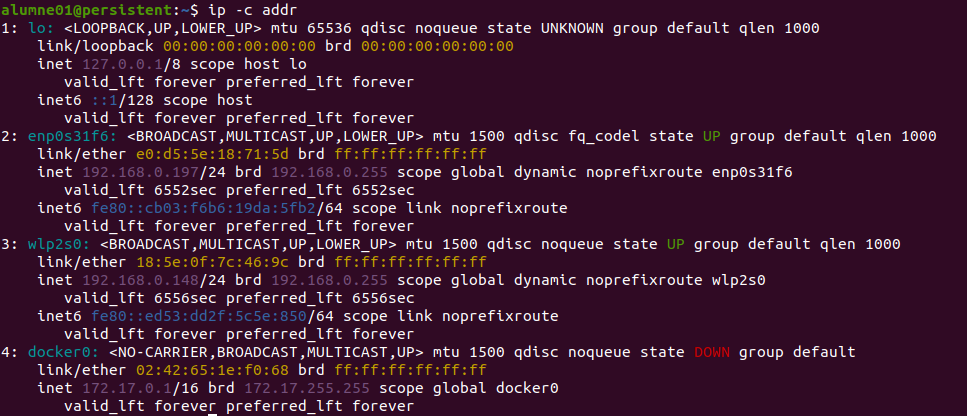 alumne01@persistent:~$ ip -c addr
1: lo: <LOOPBACK,UP,LOWER_UP> mtu 65536 qdisc noqueue state UNKNOWN group default qlen 1000
    link/loopback 00:00:00:00:00:00 brd 00:00:00:00:00:00
    inet 127.0.0.1/8 scope host lo
       valid_lft forever preferred_lft forever
    inet6 ::1/128 scope host
       valid_lft forever preferred_lft forever
2: enp0s31f6: <BROADCAST,MULTICAST,UP,LOWER_UP> mtu 1500 qdisc fq_codel state UP group default qlen 1000
    link/ether e0:d5:5e:18:71:5d brd ff:ff:ff:ff:ff:ff
    inet 192.168.0.197/24 brd 192.168.0.255 scope global dynamic noprefixroute enp0s31f6
       valid_lft 6552sec preferred_lft 6552sec
    inet6 fe80::cb03:f6b6:19da:5fb2/64 scope link noprefixroute
       valid_lft forever preferred_lft forever
3: wlp2s0: <BROADCAST,MULTICAST,UP,LOWER_UP> mtu 1500 qdisc noqueue state UP group default qlen 1000
    link/ether 18:5e:0f:7c:46:9c brd ff:ff:ff:ff:ff:ff
    inet 192.168.0.148/24 brd 192.168.0.255 scope global dynamic noprefixroute wlp2s0
       valid_lft 6556sec preferred_lft 6556sec
    inet6 fe80::ed53:dd2f:5c5e:850/64 scope link noprefixroute
       valid_lft forever preferred_lft forever
4: docker0: <NO-CARRIER,BROADCAST,MULTICAST,UP> mtu 1500 qdisc noqueue state DOWN group default
    link/ether 02:42:65:1e:f0:68 brd ff:ff:ff:ff:ff:ff
    inet 172.17.0.1/16 brd 172.17.255.255 scope global docker0
       valid_lft forever preferred_lft forever